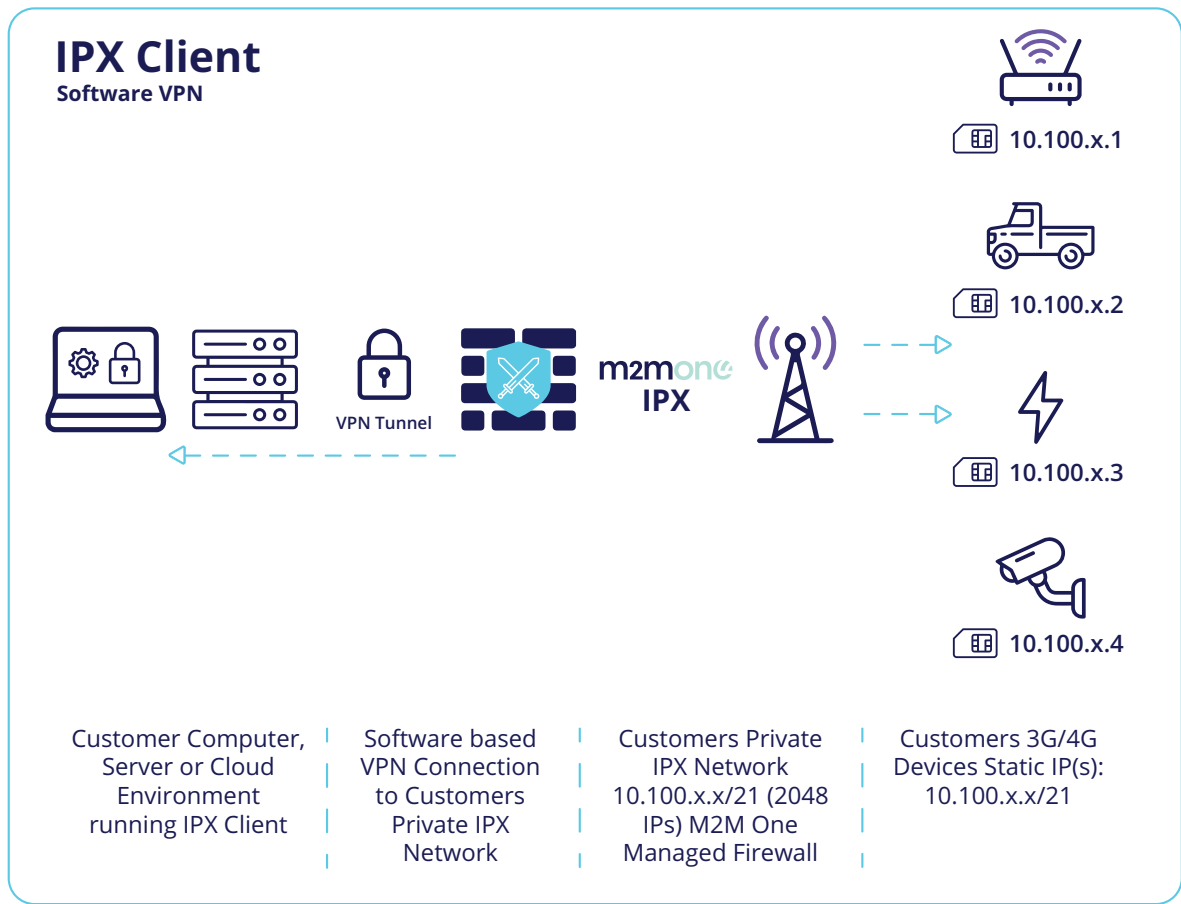 IPX Client
Software VPN
10.100.x.1
10.100.x.2
VPN Tunnel
m2mone
IPX
10.100.x.3
10.100.x.4
Customer Computer,
Server or Cloud
Environment
running IPX Client
Software based
VPN Connection
to Customers
Private IPX
Network
Customers Private
IPX Network
10.100.x.x/21 (2048
IPs) M2M One
Managed Firewall
Customers 3G/4G
Devices Static IP(s):
10.100.x.x/21